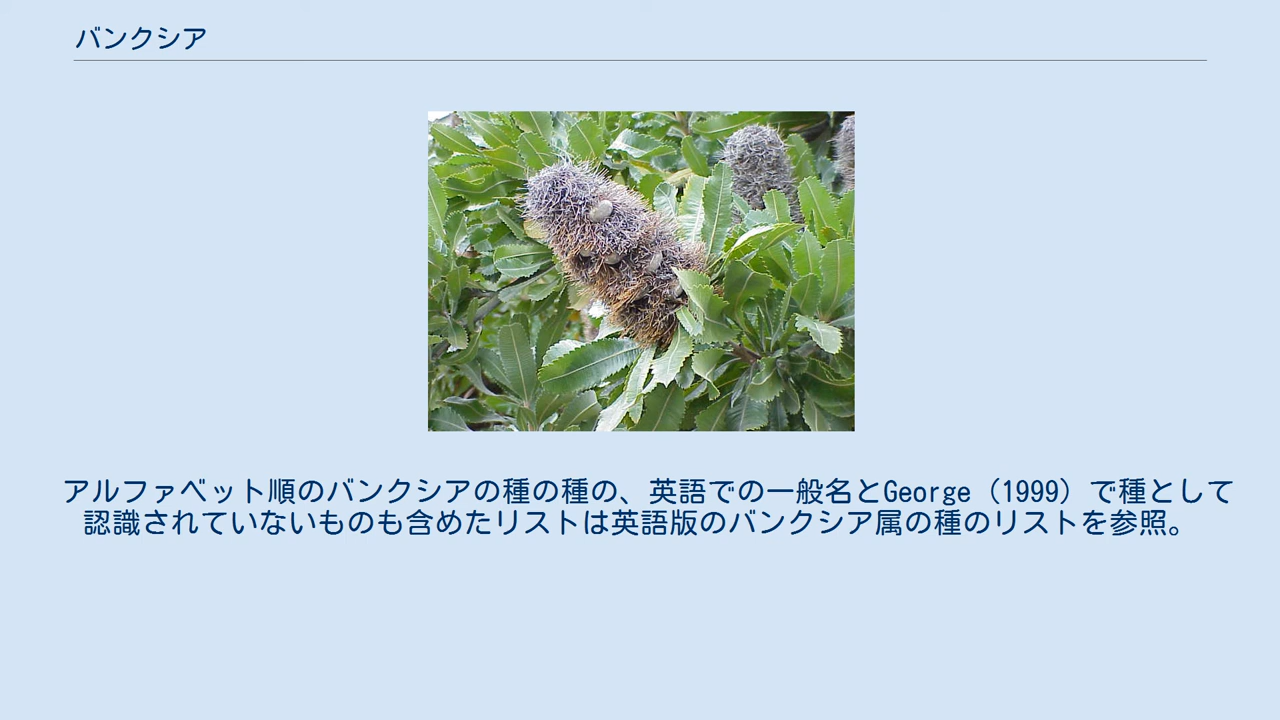 バンクシア
アルファベット順のバンクシアの種の種の、英語での一般名とGeorge（1999）で種として
認識されていないものも含めたリストは英語版のバンクシア属の種のリストを参照。